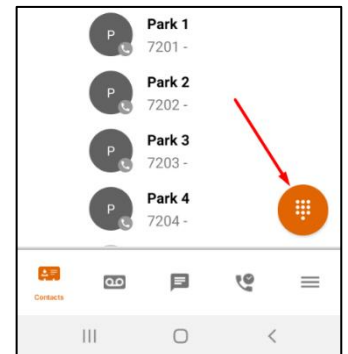 P
Park 1
7201 -
P
Park 2
7202 -
P
Park 3
7203 -
P
Park 4
7204 -
Contacts